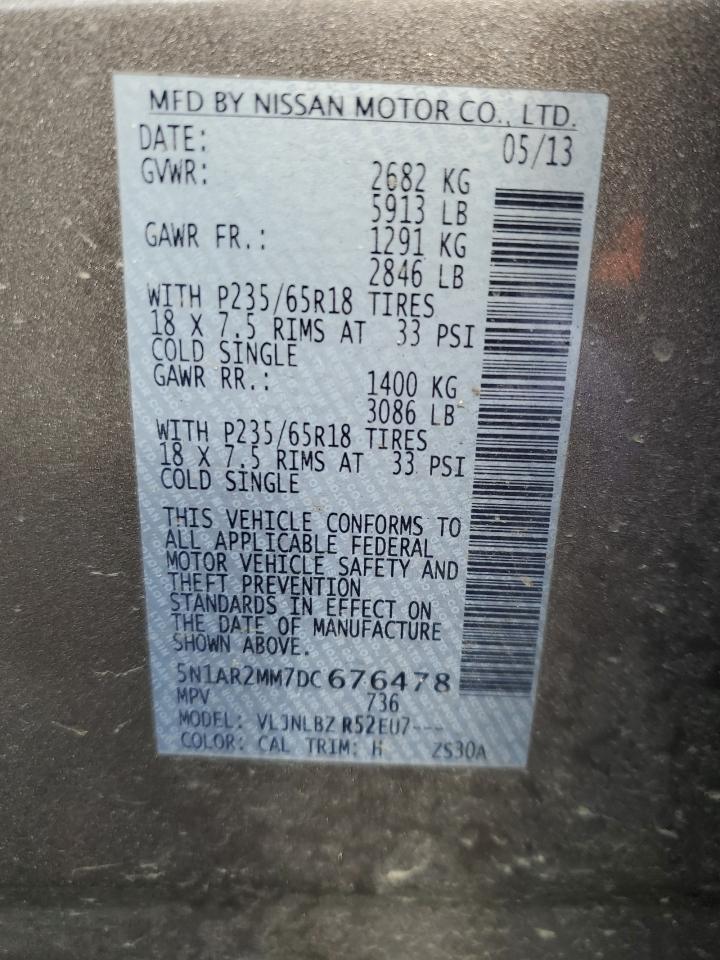 MFD BY NISSAN MOTOR CO., LTD.
DATE: 05/13
GVWR: 2682 KG
5913 LB
GAWR FR.: 1291 KG
2846 LB
WITH P235/65R18 TIRES
18 X 7.5 RIMS AT 33 PSI
COLD SINGLE
GAWR RR.: 1400 KG
3086 LB
WITH P235/65R18 TIRES
18 X 7.5 RIMS AT 33 PSI
COLD SINGLE
THIS VEHICLE CONFORMS TO
ALL APPLICABLE FEDERAL
MOTOR VEHICLE SAFETY AND
THEFT PREVENTION
STANDARDS IN EFFECT ON
THE DATE OF MANUFACTURE
SHOWN ABOVE.
5N1AR2MM7DC676478
MPV 736
MODEL: VLJNLBZ R52EU7---
COLOR: CAL TRIM: H ZS30A